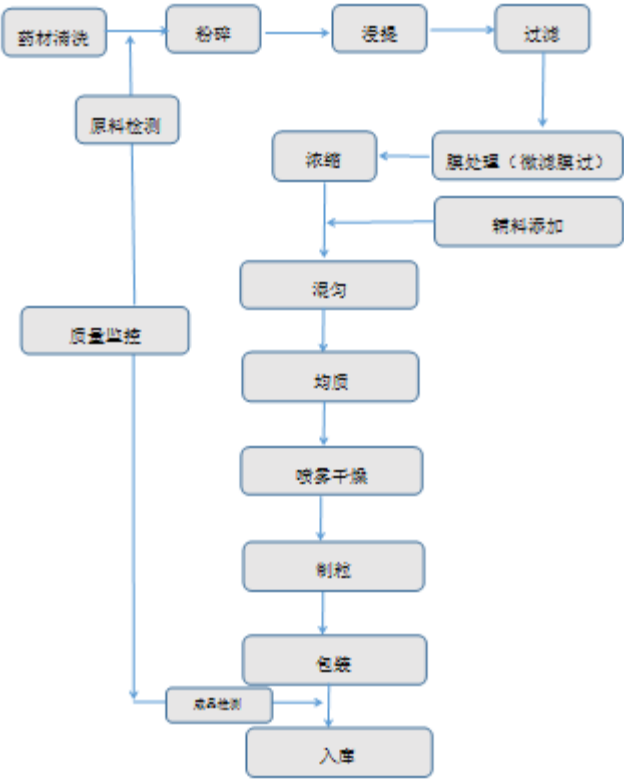 药材清洗
粉碎
浸提
过滤
原料检测
浓缩
膜处理（微滤膜过）
辅料添加
混匀
质量监控
均质
喷雾干燥
制粒
包装
成品检测
入库